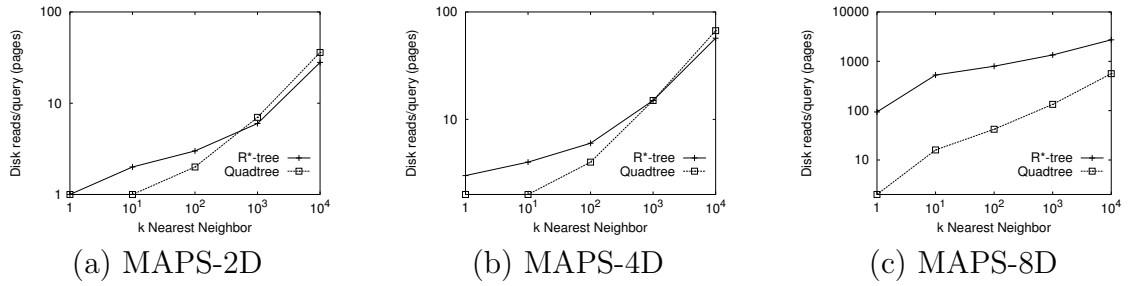 Disk reads/query (pages)
100
10
1
R*-tree
Quadtree
1
10^1
10^2
10^3
10^4
k Nearest Neighbor
(a) MAPS-2D
Disk reads/query (pages)
100
10
R*-tree
Quadtree
1
10^1
10^2
10^3
10^4
k Nearest Neighbor
(b) MAPS-4D
Disk reads/query (pages)
10000
1000
100
10
R*-tree
Quadtree
1
10^1
10^2
10^3
10^4
k Nearest Neighbor
(c) MAPS-8D